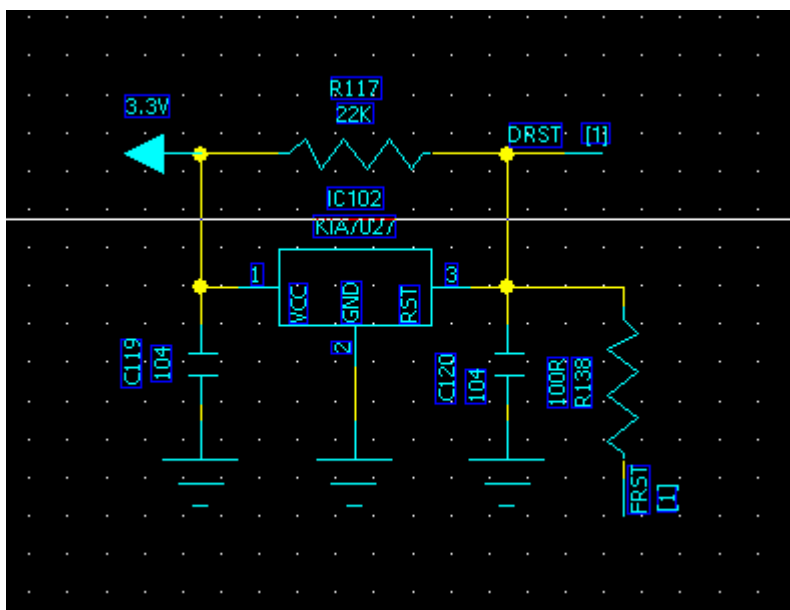 R117
22K
3.3V
DRST [1]
IC102
KIA7027
1
3
VCC
GND
RST
2
C119
104
C120
104
100R
R138
FRST
[1]